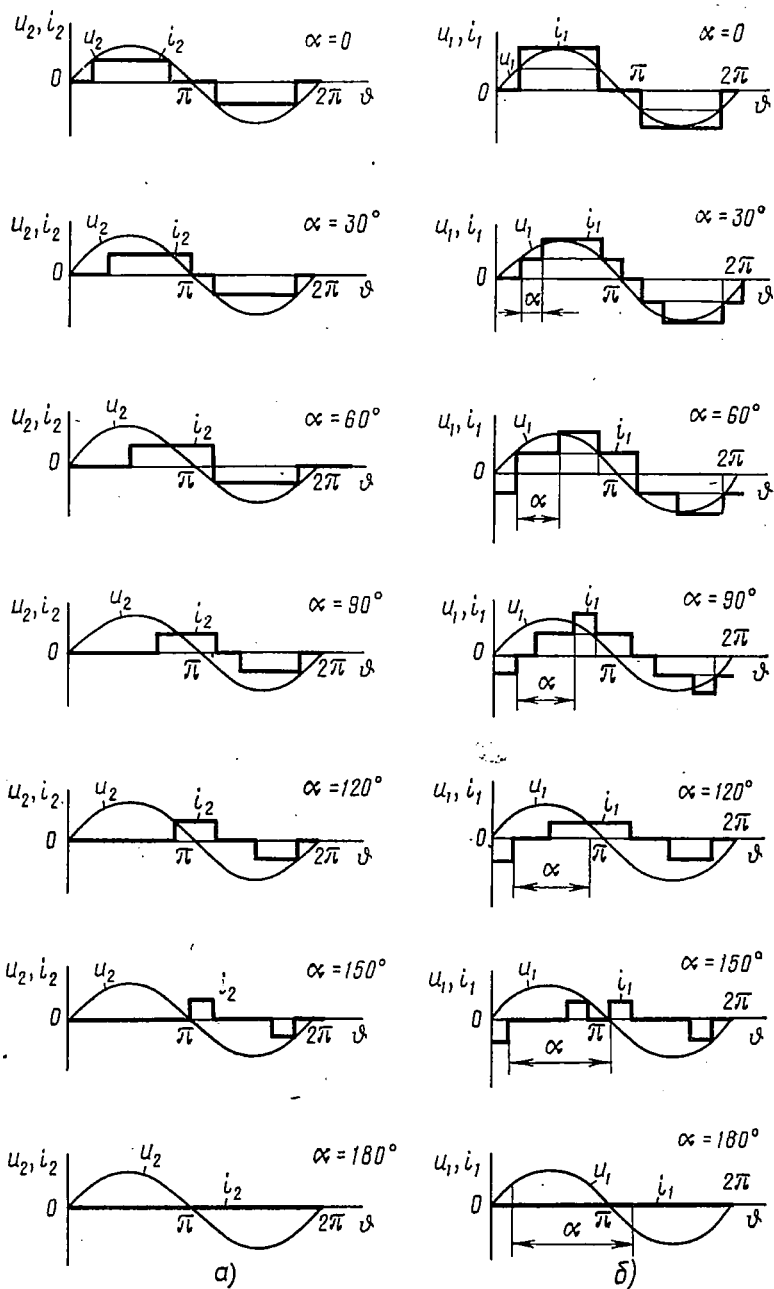 u₂, i₂ u₂ i₂ α=0
0 π 2π ϑ
u₁, i₁ u₁ i₁ α=0
0 π 2π ϑ
u₂, i₂ u₂ i₂ α=30°
0 π 2π ϑ
u₁, i₁ u₁ i₁ α=30°
0 α π 2π ϑ
u₂, i₂ u₂ i₂ α=60°
0 π 2π ϑ
u₁, i₁ u₁ i₁ α=60°
0 α π 2π ϑ
u₂, i₂ u₂ i₂ α=90°
0 π 2π ϑ
u₁, i₁ u₁ i₁ α=90°
0 α π 2π ϑ
u₂, i₂ u₂ i₂ α=120°
0 π 2π ϑ
u₁, i₁ u₁ i₁ α=120°
0 α π 2π ϑ
u₂, i₂ u₂ i₂ α=150°
0 π 2π ϑ
u₁, i₁ u₁ i₁ α=150°
0 α π 2π ϑ
u₂, i₂ u₂ i₂ α=180°
0 π 2π ϑ
u₁, i₁ u₁ i₁ α=180°
0 α π 2π ϑ
а) б)